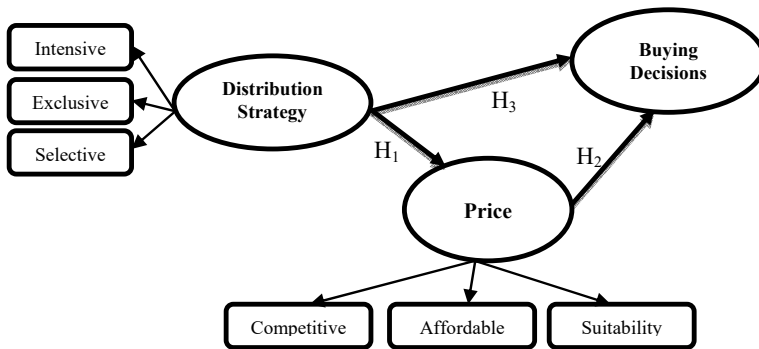 Intensive
Exclusive
Selective
Distribution
Strategy
Buying
Decisions
H₃
H₁
H₂
Price
Competitive
Affordable
Suitability